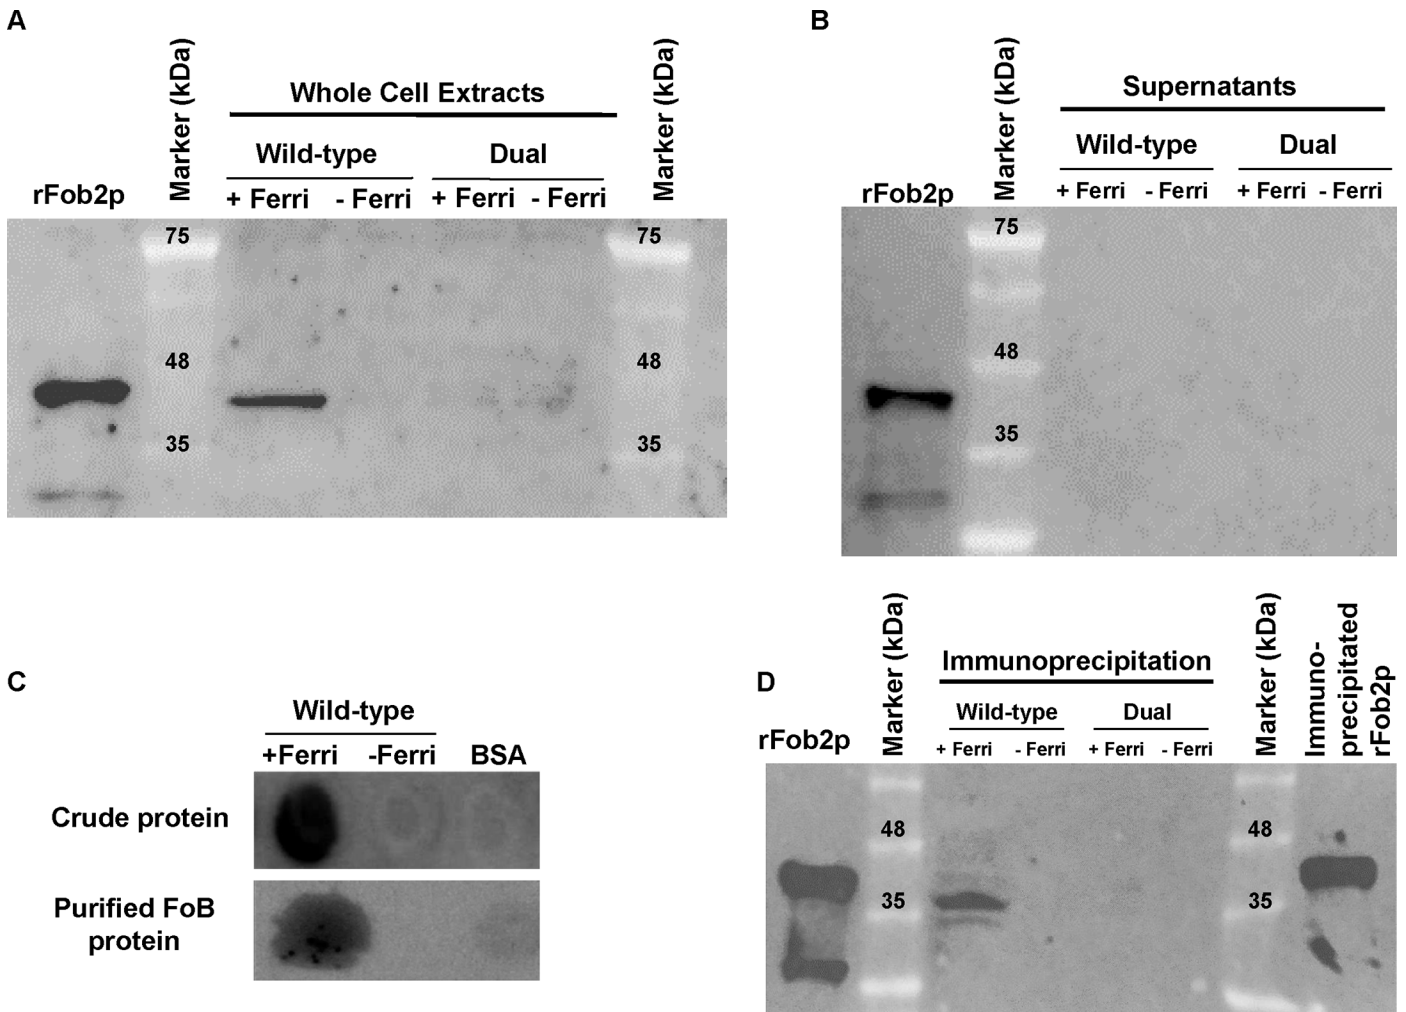 A
rFob2p
Marker (kDa)
Whole Cell Extracts
Wild-type
Dual
+ Ferri
- Ferri
+ Ferri
- Ferri
Marker (kDa)
75
75
48
48
35
35
B
rFob2p
Marker (kDa)
Supernatants
Wild-type
Dual
+ Ferri
- Ferri
+ Ferri
- Ferri
75
48
35
C
Wild-type
+Ferri
-Ferri
BSA
Crude protein
Purified FoB
protein
D
rFob2p
Marker (kDa)
Immunoprecipitation
Wild-type
Dual
+ Ferri
- Ferri
+ Ferri
- Ferri
Marker (kDa)
Immuno-
precipitated
rFob2p
48
48
35
35